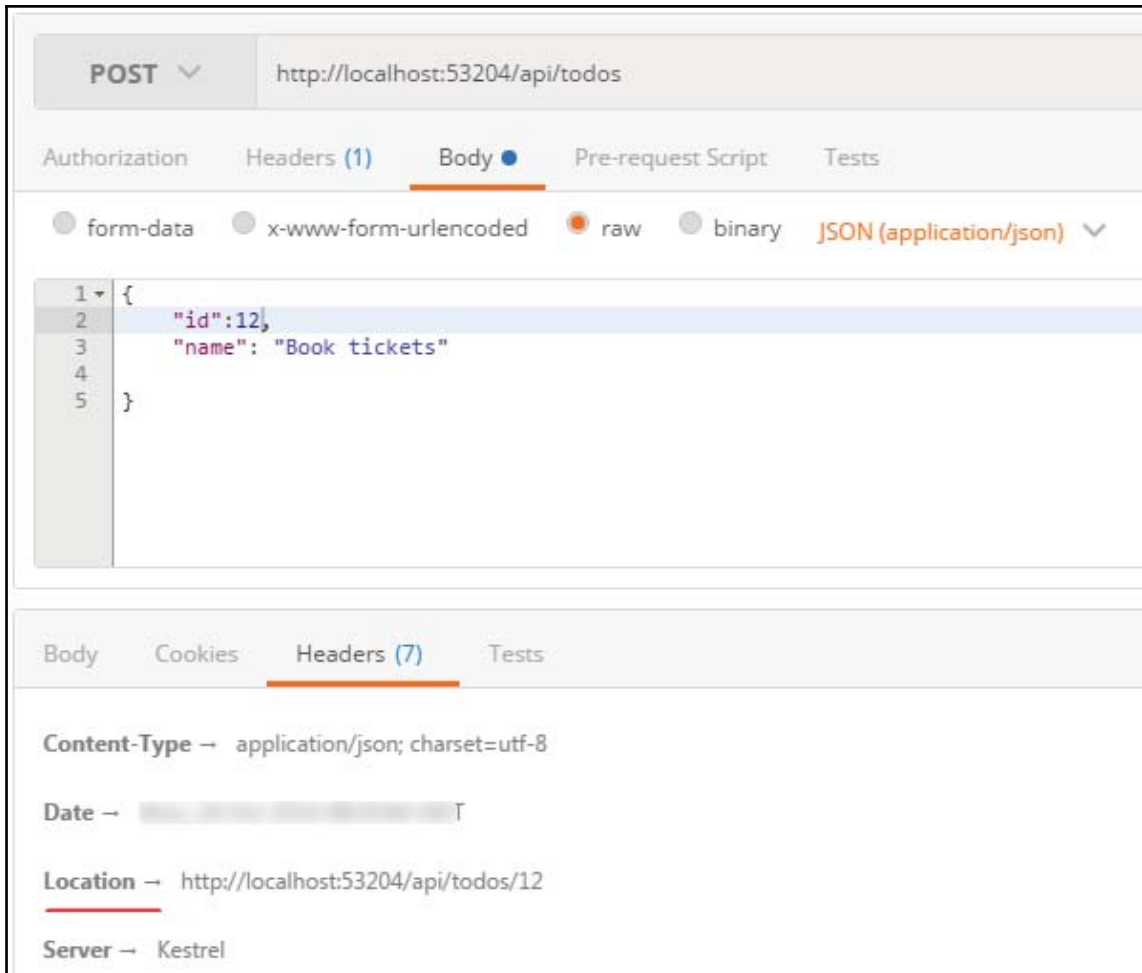 POST http://localhost:53204/api/todos
Authorization Headers (1) Body Pre-request Script Tests
form-data x-www-form-urlencoded raw binary JSON (application/json)
1 {
2 "id":12,
3 "name": "Book tickets"
4
5 }
Body Cookies Headers (7) Tests
Content-Type → application/json; charset=utf-8
Date → T
Location → http://localhost:53204/api/todos/12
Server → Kestrel